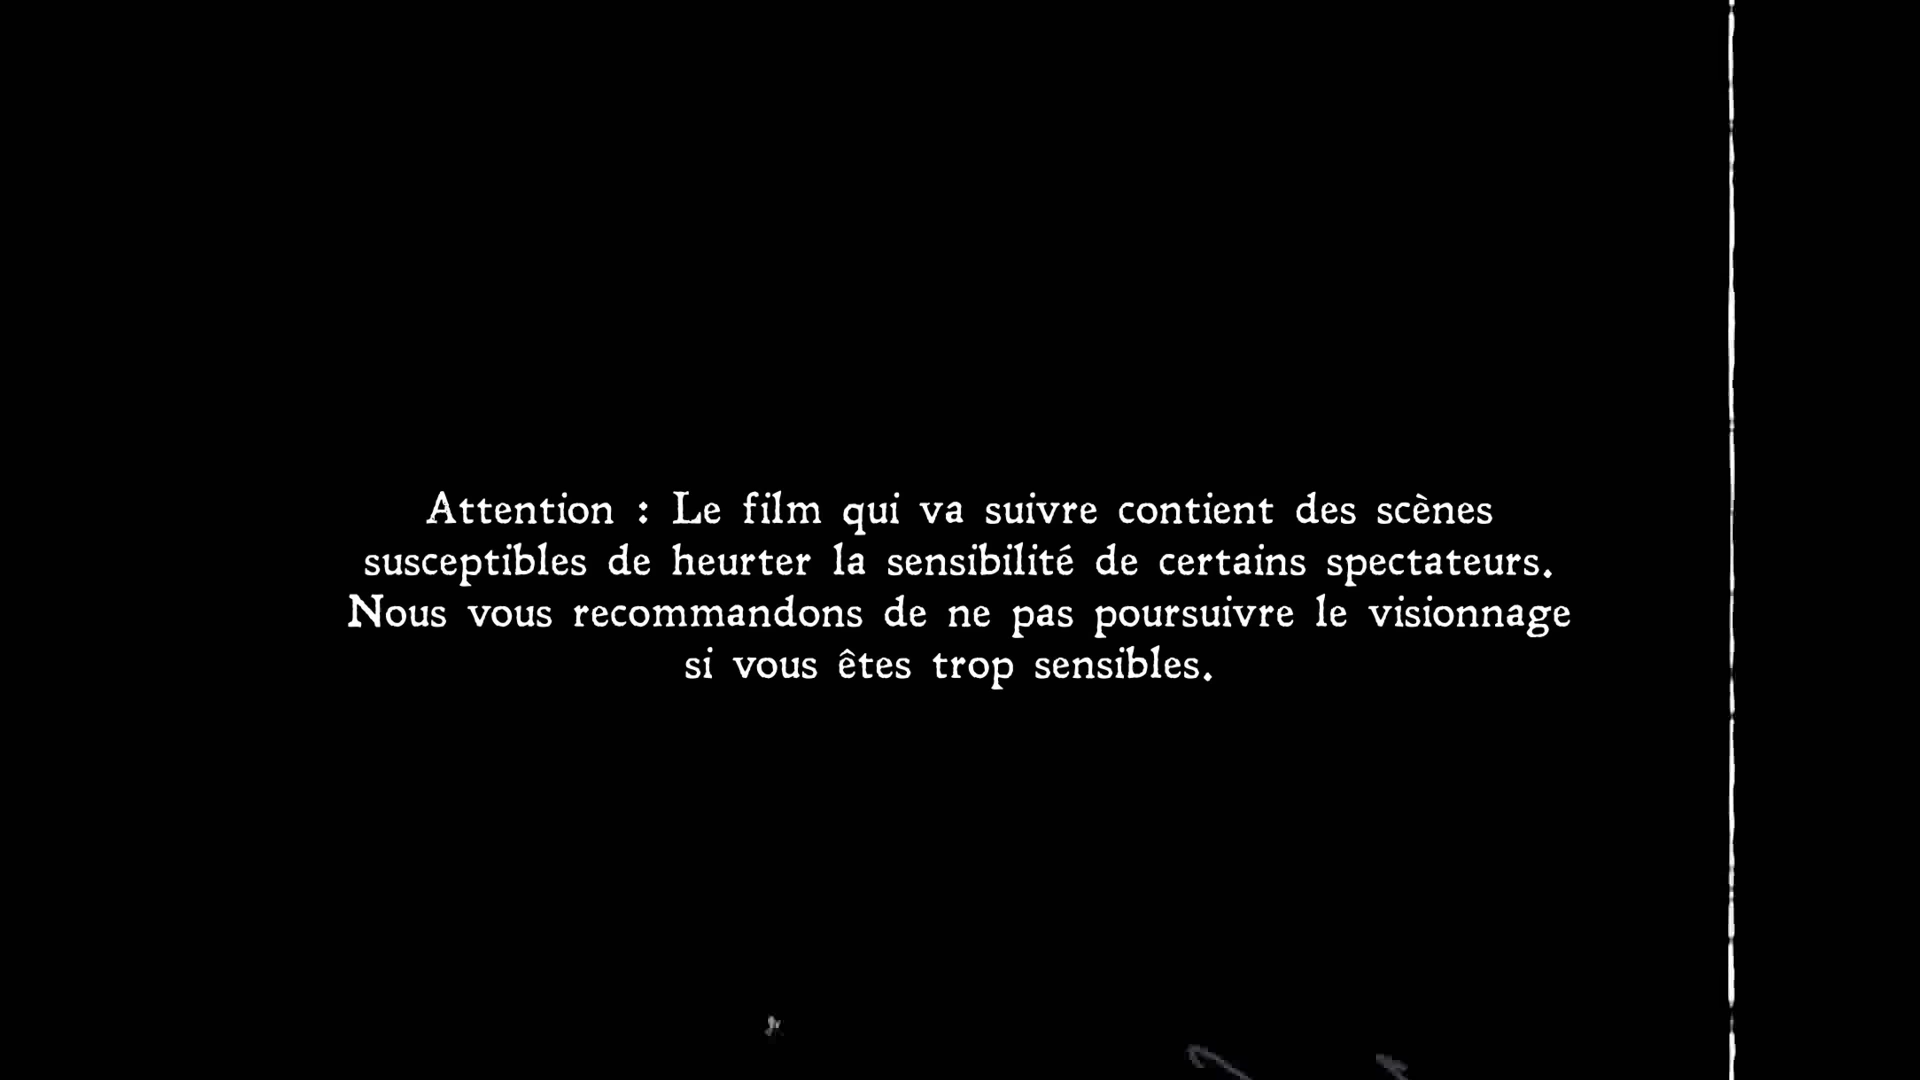 Attention : Le film qui va suivre contient des scènes
susceptibles de heurter la sensibilité de certains spectateurs.
Nous vous recommandons de ne pas poursuivre le visionnage
si vous êtes trop sensibles.